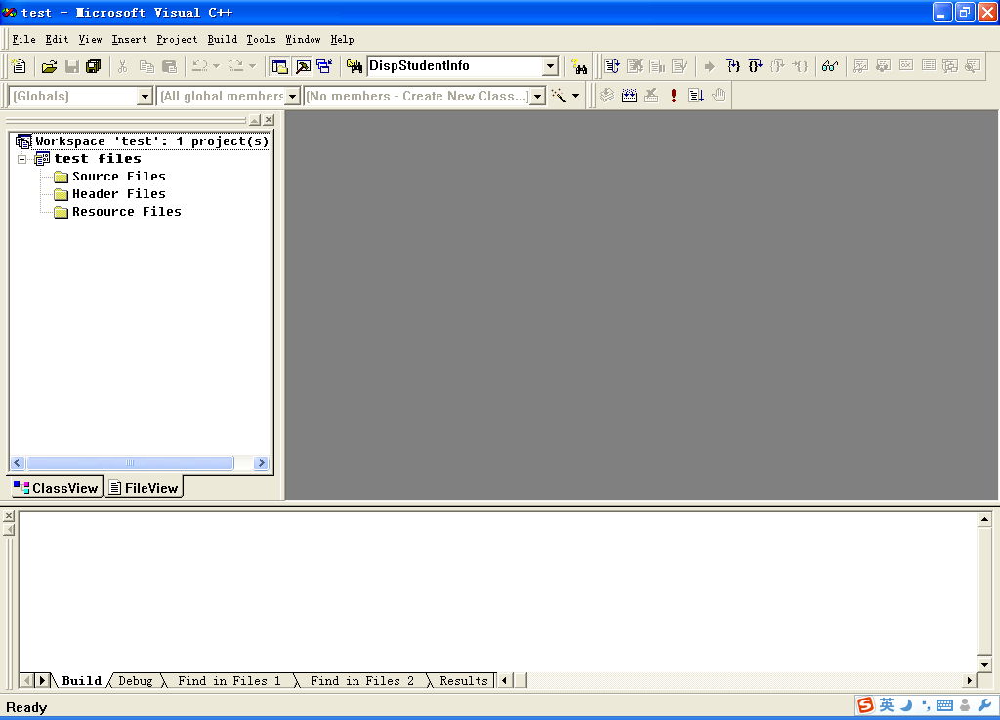 test - Microsoft Visual C++
File Edit View Insert Project Build Tools Window Help
DispStudentInfo
(Globals) (All global members (No members - Create New Class...)
Workspace 'test': 1 project(s)
test files
Source Files
Header Files
Resource Files
ClassView FileView
Build Debug Find in Files 1 Find in Files 2 Results
Ready
英